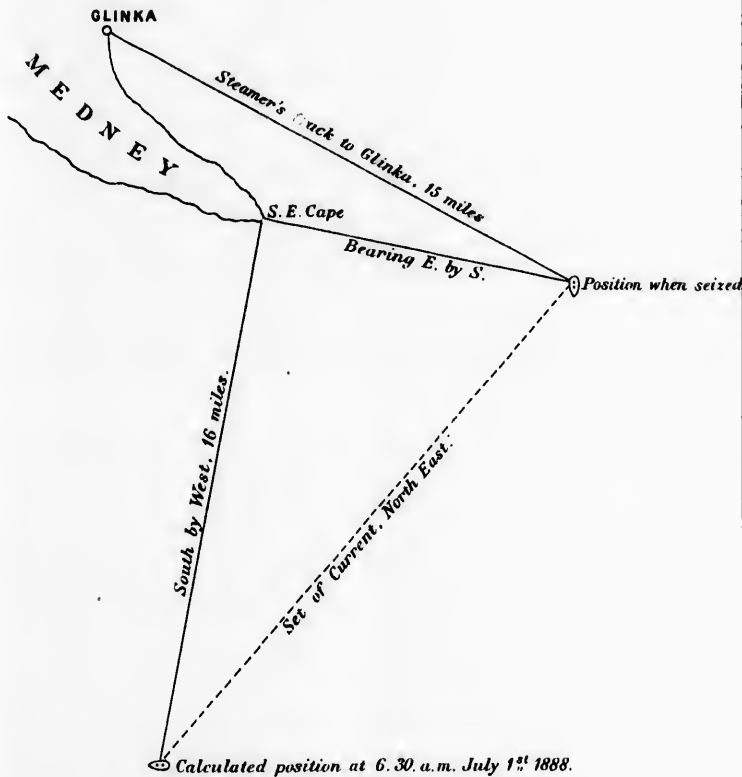 GLINKA
MEDNEY
Steamer's track to Glinka, 15 miles
S.E. Cape
Bearing E. by S.
Position when seized
South by West, 16 miles.
Set of Current, North East.
Calculated position at 6.30. a.m. July 1st 1888.